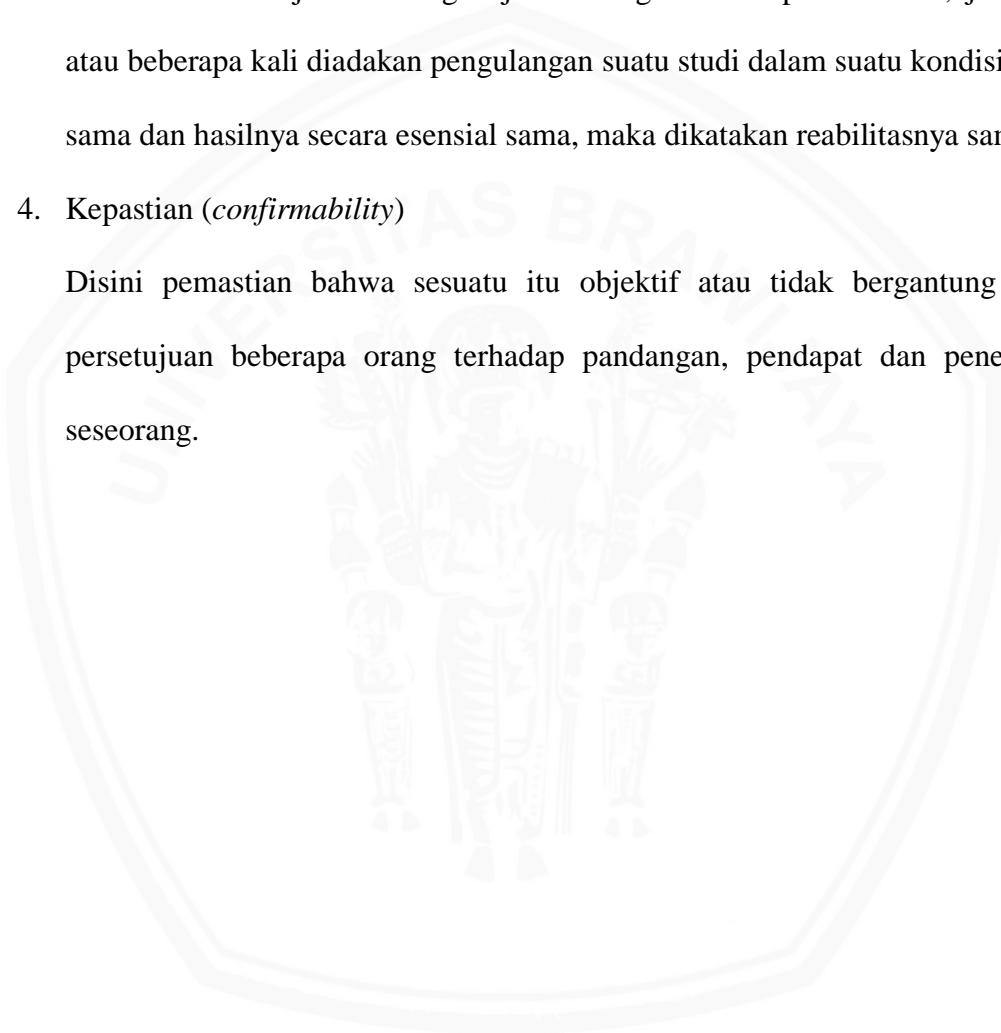 atau beberapa kali diadakan pengulangan suatu studi dalam suatu kondisi
sama dan hasilnya secara esensial sama, maka dikatakan reabilitasnya
4. Kepastian (confirmability)
Disini pemastian bahwa sesuatu itu objektif atau tidak bergantung
persetujuan beberapa orang terhadap pandangan, pendapat dan
seseorang.
UNIVERSITAS BRAWIJAYA